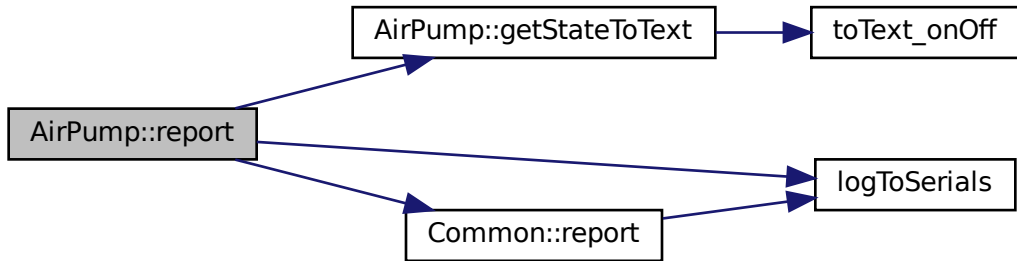 AirPump::getStateToText
toText_onOff
AirPump::report
logToSerials
Common::report